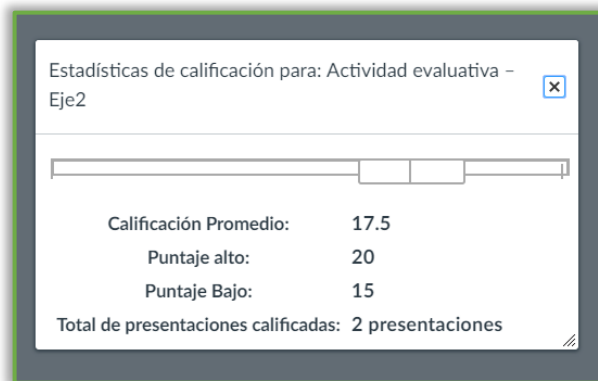 Estadísticas de calificación para: Actividad evaluativa –
Eje2
Calificación Promedio: 17.5
Puntaje alto: 20
Puntaje Bajo: 15
Total de presentaciones calificadas: 2 presentaciones